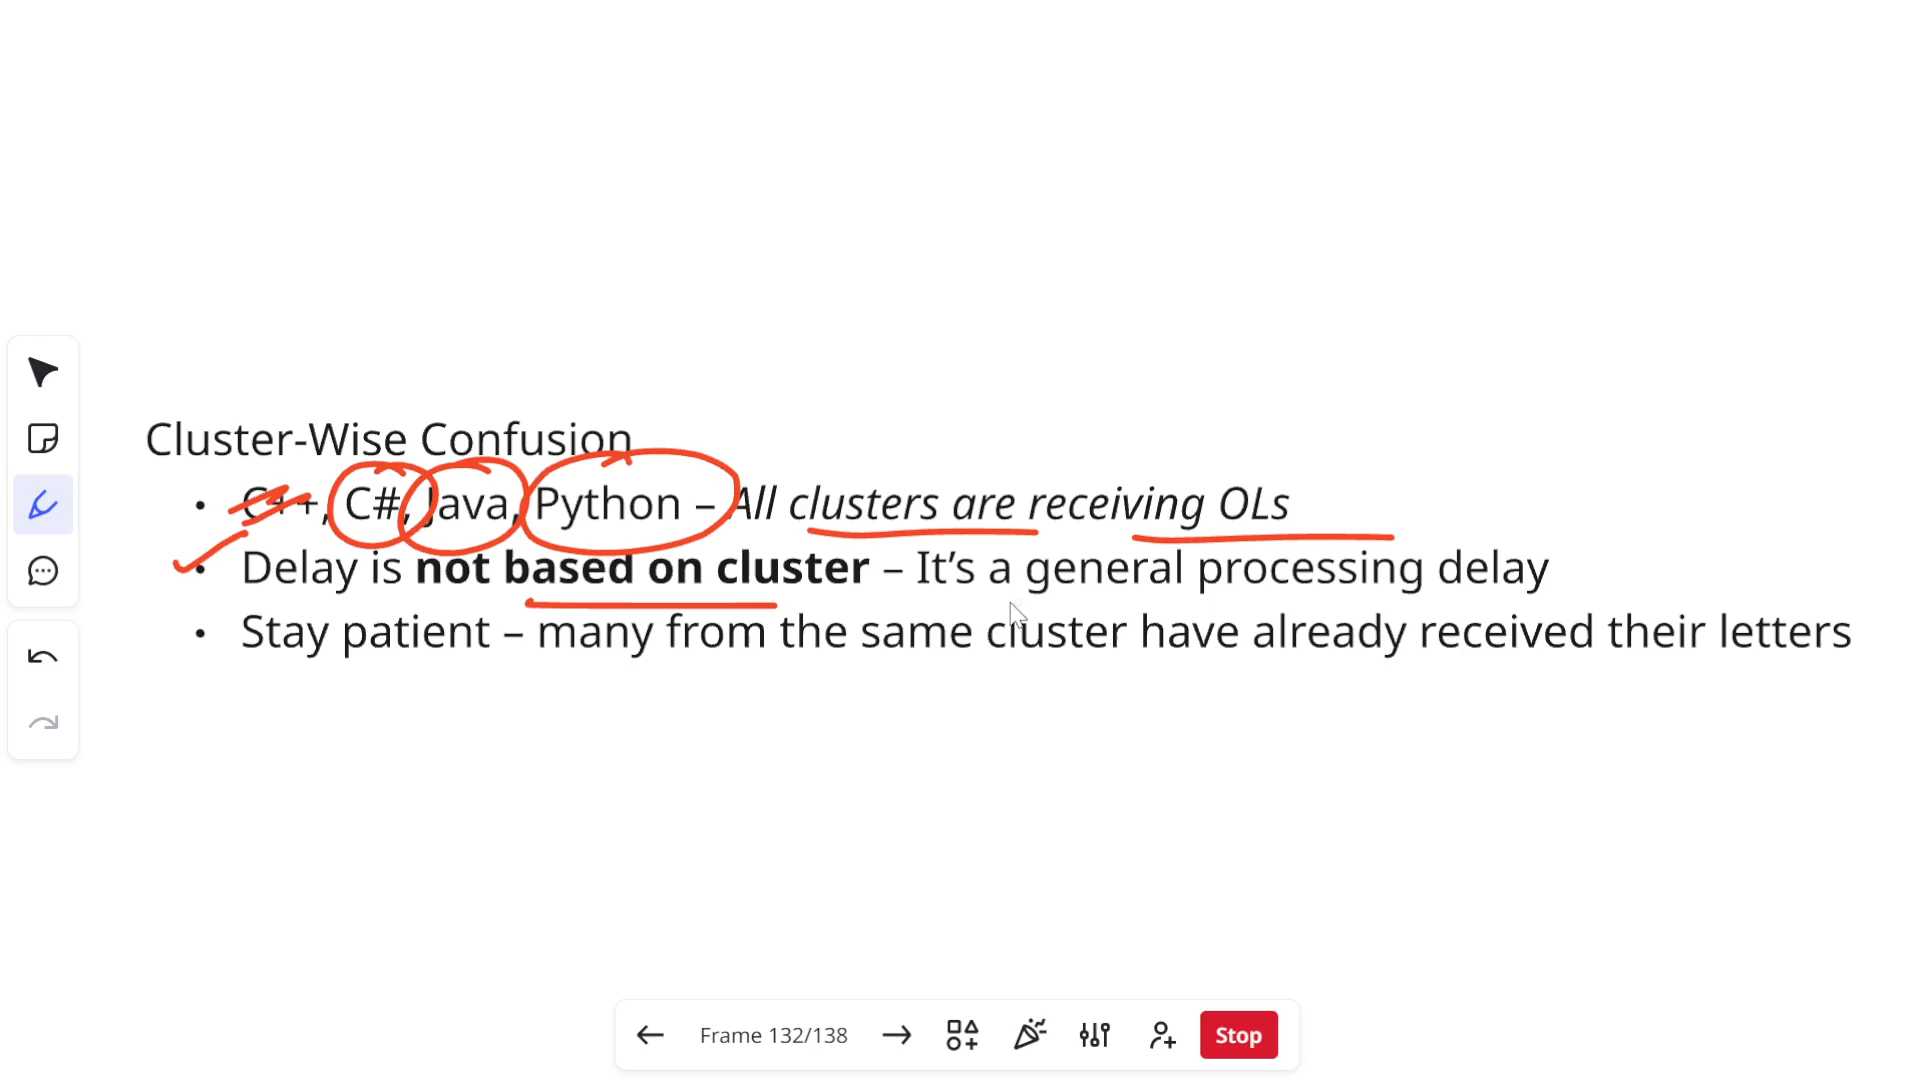 Cluster-Wise Confusion
• C++, C#, Java, Python – All clusters are receiving OLs
• Delay is not based on cluster – It’s a general processing delay
• Stay patient – many from the same cluster have already received their letters
Frame 132/138
Stop